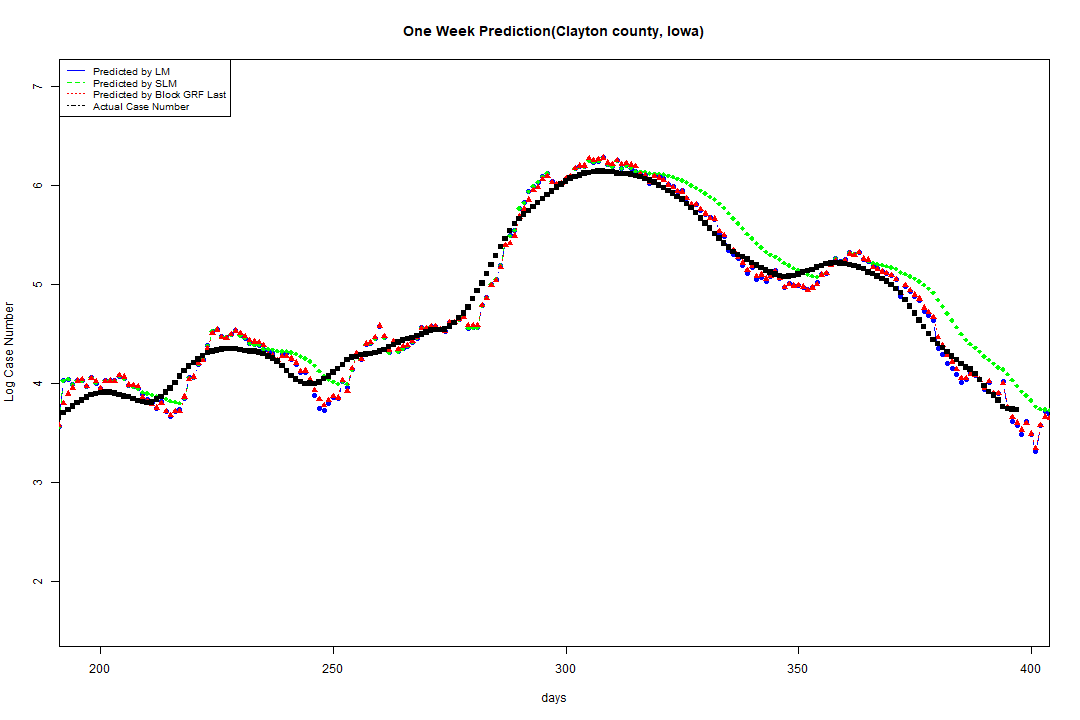 One Week Prediction(Clayton county, Iowa)
Predicted by LM
Predicted by SLM
Predicted by Block GRF Last
Actual Case Number
7
6
5
4
3
2
Log Case Number
200 250 300 350 400
days